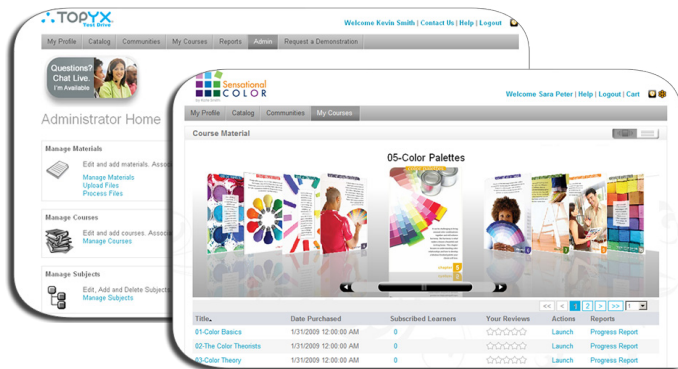 TOPYX
Test Drive
Welcome Kevin Smith | Contact Us | Help | Logout
My Profile Catalog Communities My Courses Reports Admin Request a Demonstration
Questions?
Chat Live.
I'm Available
Administrator Home
Manage Materials
Edit and add materials. Assoc
Manage Materials
Upload Files
Process Files
Manage Courses
Edit and add courses. Associa
Manage Courses
Manage Subjects
Edit, Add and Delete Subjects
Manage Subjects
Sensational
COLOR
Welcome Sara Peter | Help | Logout | Cart
My Profile Catalog Communities My Courses
Course Material
05-Color Palettes
<< < 1 2 > >> 1
Title Date Purchased Subscribed Learners Your Reviews Actions Reports
01-Color Basics 1/31/2009 12:00:00 AM 0 Launch Progress Report
02-The Color Theorists 1/31/2009 12:00:00 AM 0 Launch Progress Report
03-Color Theory 1/31/2009 12:00:00 AM 0 Launch Progress Report